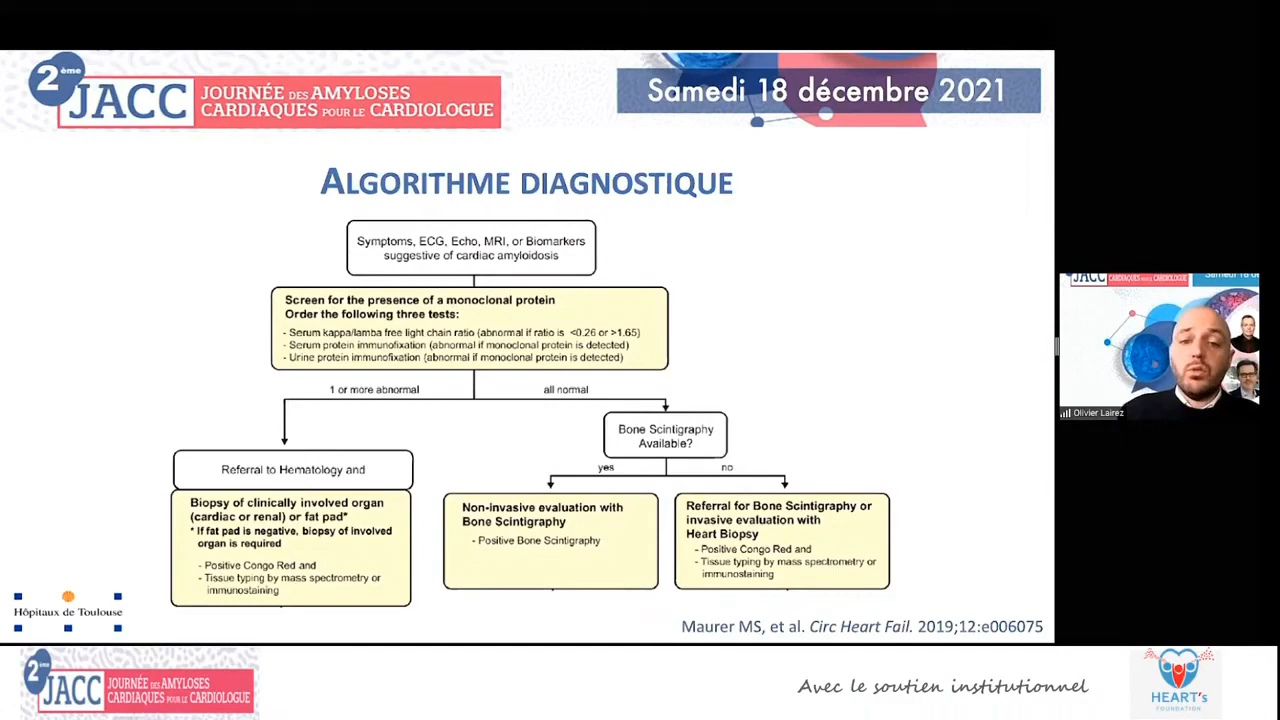 2ème
JACC
JOURNÉE DES AMYLOSES
CARDIAQUES POUR LE CARDIOLOGUE
Samedi 18 décembre 2021
ALGORITHME DIAGNOSTIQUE
Symptoms, ECG, Echo, MRI, or Biomarkers
suggestive of cardiac amyloidosis
Screen for the presence of a monoclonal protein
Order the following three tests:
- Serum kappa/lamba free light chain ratio (abnormal if ratio is <0.26 or >1.65)
- Serum protein immunofixation (abnormal if monoclonal protein is detected)
- Urine protein immunofixation (abnormal if monoclonal protein is detected)
1 or more abnormal
all normal
Bone Scintigraphy
Available?
yes
no
Referral to Hematology and
Biopsy of clinically involved organ
(cardiac or renal) or fat pad*
* If fat pad is negative, biopsy of involved
organ is required
- Positive Congo Red and
- Tissue typing by mass spectrometry or
immunostaining
Non-invasive evaluation with
Bone Scintigraphy
- Positive Bone Scintigraphy
Referral for Bone Scintigraphy or
invasive evaluation with
Heart Biopsy
- Positive Congo Red and
- Tissue typing by mass spectrometry or
immunostaining
Hôpitaux de Toulouse
Maurer MS, et al. Circ Heart Fail. 2019;12:e006075
JACC
CARDIAQUES POUR LE CARDIOLOGUE
Samedi 18 dé
Olivier Lairez
2ème
JACC
JOURNÉE DES AMYLOSES
CARDIAQUES POUR LE CARDIOLOGUE
Avec le soutien institutionnel
HEART's
FOUNDATION